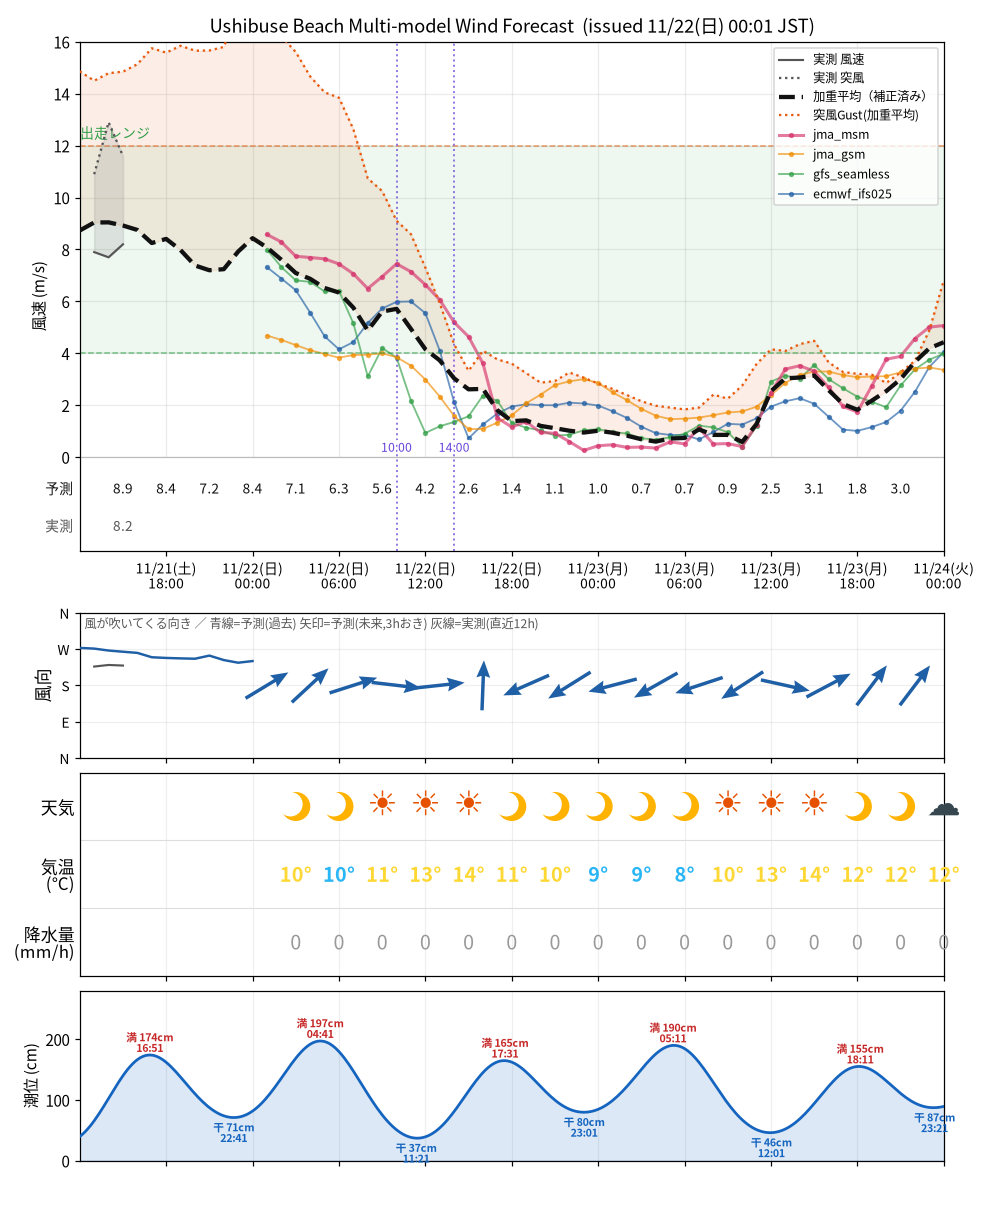 Ushibuse Beach Multi-model Wind Forecast (issued 11/22(日) 00:01 JST)
16
14
12
10
8
6
4
2
0
風速 (m/s)
出走レンジ
実測 風速
実測 突風
加重平均（補正済み）
突風Gust(加重平均)
jma_msm
jma_gsm
gfs_seamless
ecmwf_ifs025
10:00 14:00
予測 8.9 8.4 7.2 8.4 7.1 6.3 5.6 4.2 2.6 1.4 1.1 1.0 0.7 0.7 0.9 2.5 3.1 1.8 3.0
実測 8.2
11/21(土) 11/22(日) 11/22(日) 11/22(日) 11/22(日) 11/23(月) 11/23(月) 11/23(月) 11/23(月) 11/24(火)
18:00 00:00 06:00 12:00 18:00 00:00 06:00 12:00 18:00 00:00
風が吹いてくる向き ／ 青線=予測(過去) 矢印=予測(未来,3hおき) 灰線=実測(直近12h)
N
W
S
E
N
風向
天気
気温
(℃)
10° 10° 11° 13° 14° 11° 10° 9° 9° 8° 10° 13° 14° 12° 12° 12°
降水量
(mm/h)
0 0 0 0 0 0 0 0 0 0 0 0 0 0 0 0
潮位 (cm)
200
100
0
満 174cm
16:51
干 71cm
22:41
満 197cm
04:41
干 37cm
11:21
満 165cm
17:31
干 80cm
23:01
満 190cm
05:11
干 46cm
12:01
満 155cm
18:11
干 87cm
23:21